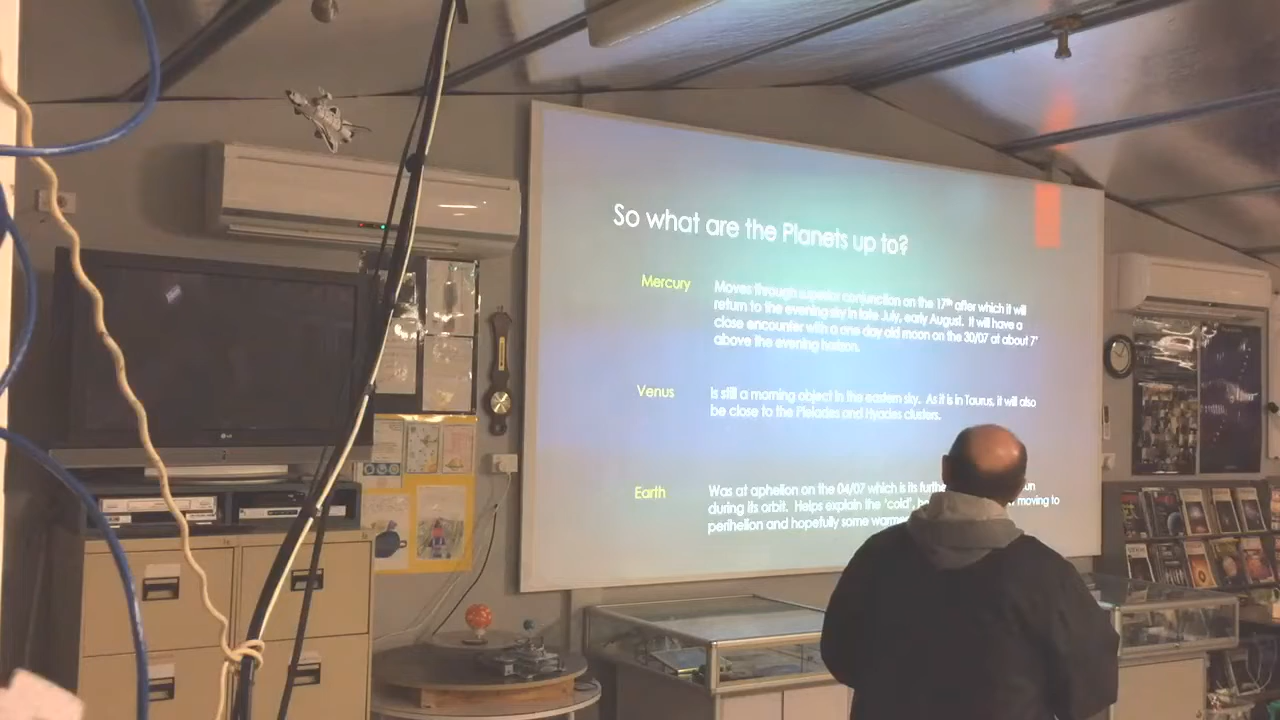 So what are the Planets up to?
Mercury
Moves through superior conjunction on the 17th after which it will
return to the evening sky in late July, early August. It will have a
close encounter with a one day old moon on the 30/07 at about 7°
above the evening horizon.
Venus
Is still a morning object in the eastern sky. As it is in Taurus, it will also
be close to the Pleiades and Hyades clusters.
Earth
Was at aphelion on the 04/07 which is its
during its orbit. Helps explain the 'cold', moving to
perihelion and hopefully some
LG